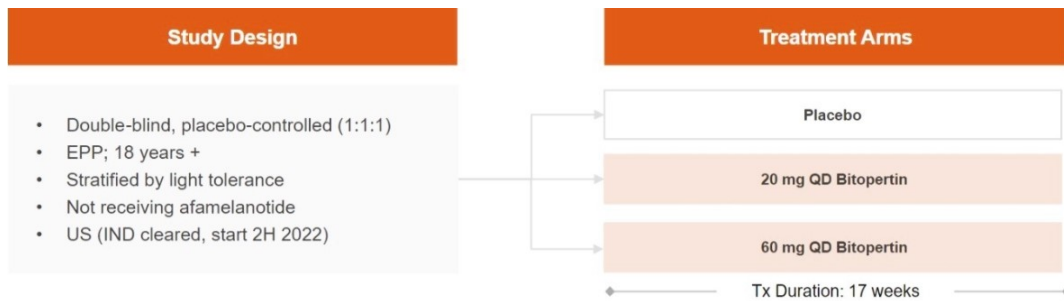 Study Design
• Double-blind, placebo-controlled (1:1:1)
• EPP; 18 years +
• Stratified by light tolerance
• Not receiving afamelanotide
• US (IND cleared, start 2H 2022)
Treatment Arms
Placebo
20 mg QD Bitopertin
60 mg QD Bitopertin
Tx Duration: 17 weeks